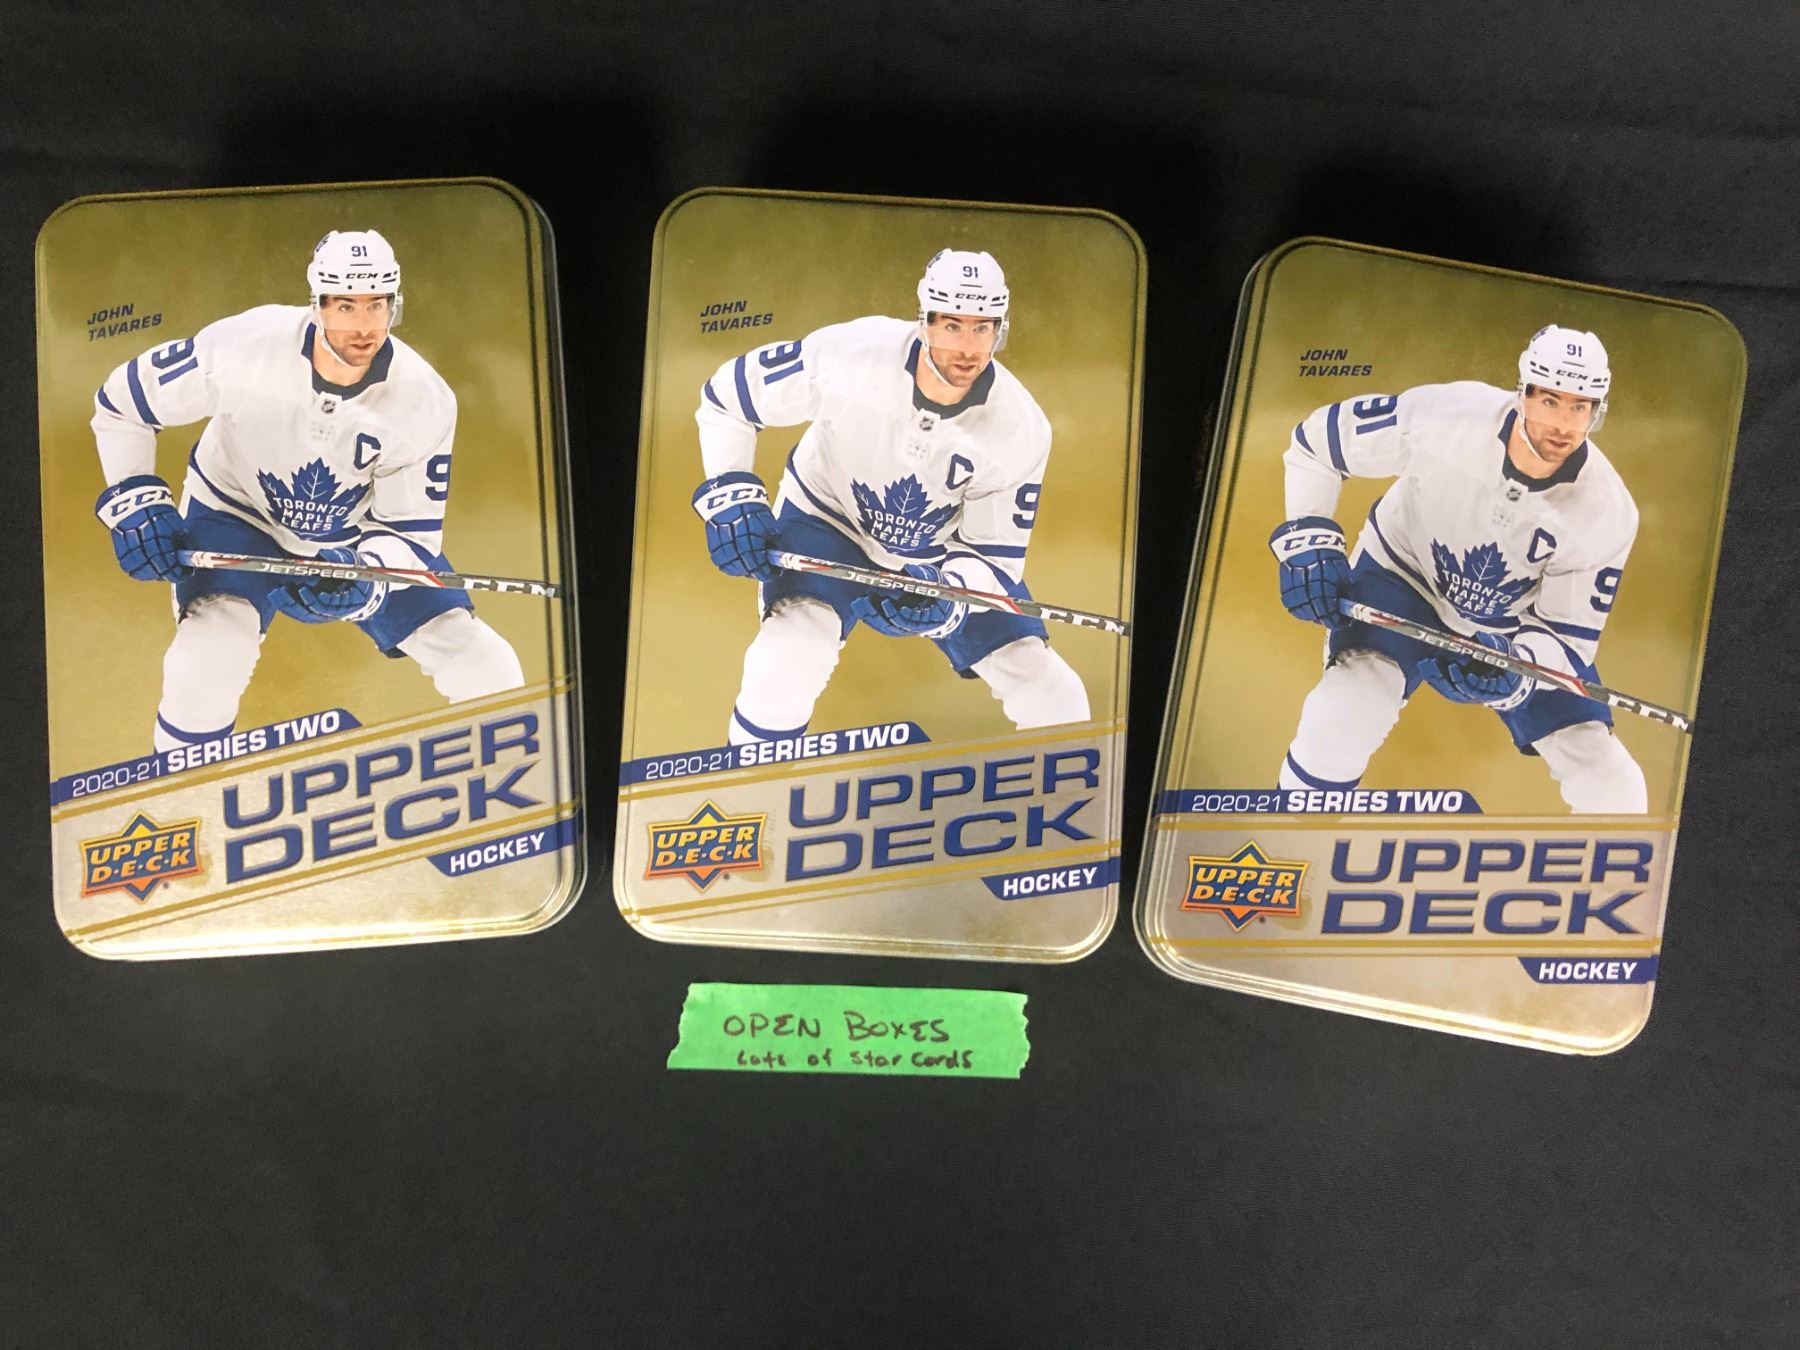 91
CCM
JOHN
TAVARES
91
C
9
TORONTO
MAPLE
LEAFS
CCM
JETSPEED
CCM
2020-21 SERIES TWO
UPPER
DECK
UPPER
D·E·C·K
HOCKEY
91
CCM
JOHN
TAVARES
91
C
9
TORONTO
MAPLE
LEAFS
CCM
JETSPEED
CCM
2020-21 SERIES TWO
UPPER
DECK
UPPER
D·E·C·K
HOCKEY
91
CCM
JOHN
TAVARES
91
C
9
TORONTO
MAPLE
LEAFS
CCM
JETSPEED
CCM
2020-21 SERIES TWO
UPPER
DECK
UPPER
D·E·C·K
HOCKEY
OPEN BOXES
Lots of Star Cards